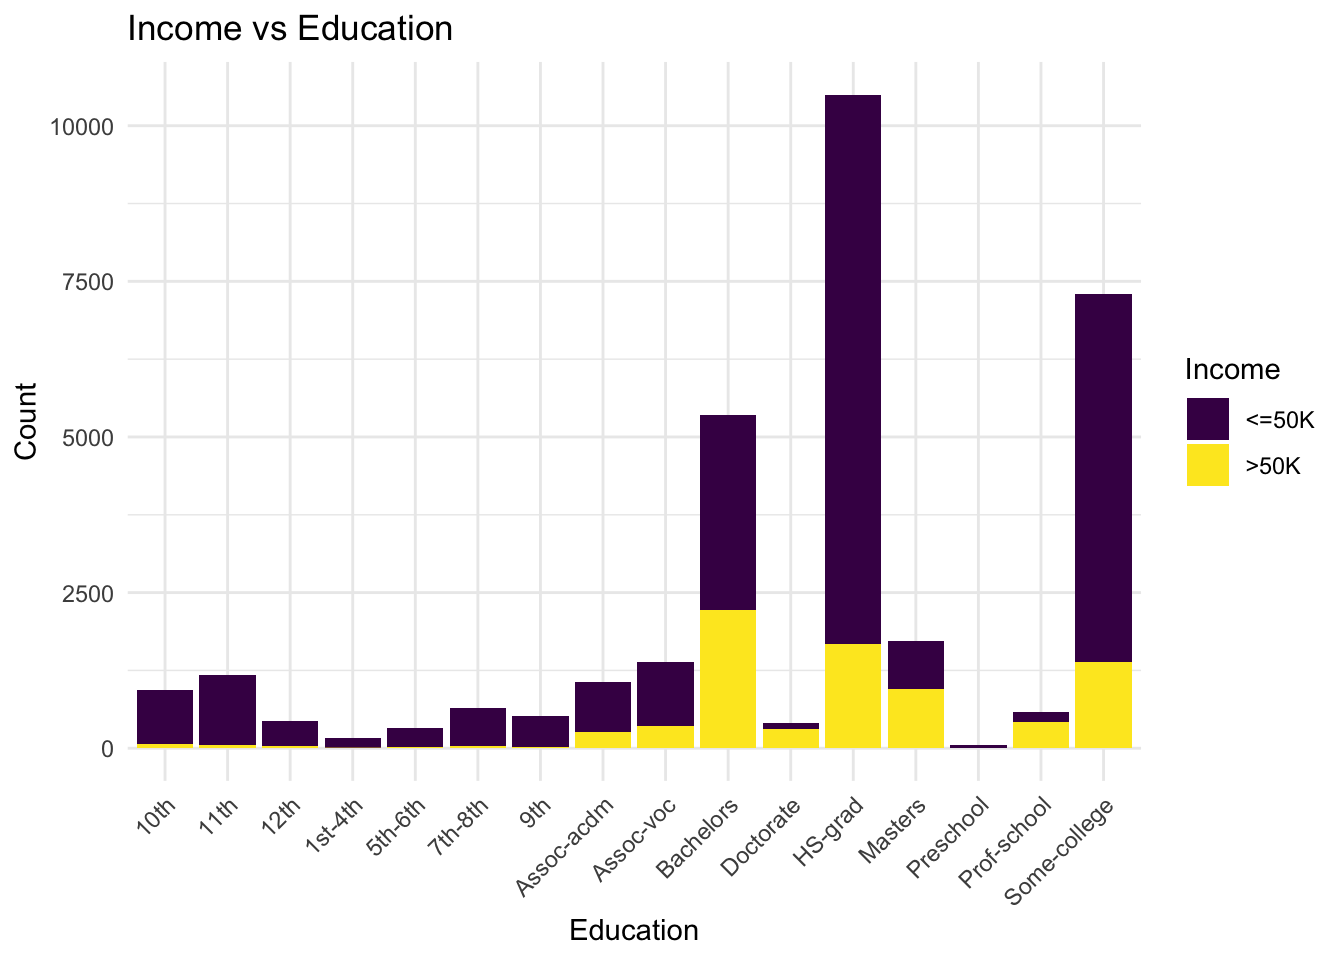 Income vs Education
10000
7500
5000
2500
0
Count
10th
11th
12th
1st-4th
5th-6th
7th-8th
9th
Assoc-acdm
Assoc-voc
Bachelors
Doctorate
HS-grad
Masters
Preschool
Prof-school
Some-college
Education
Income
<=50K
>50K